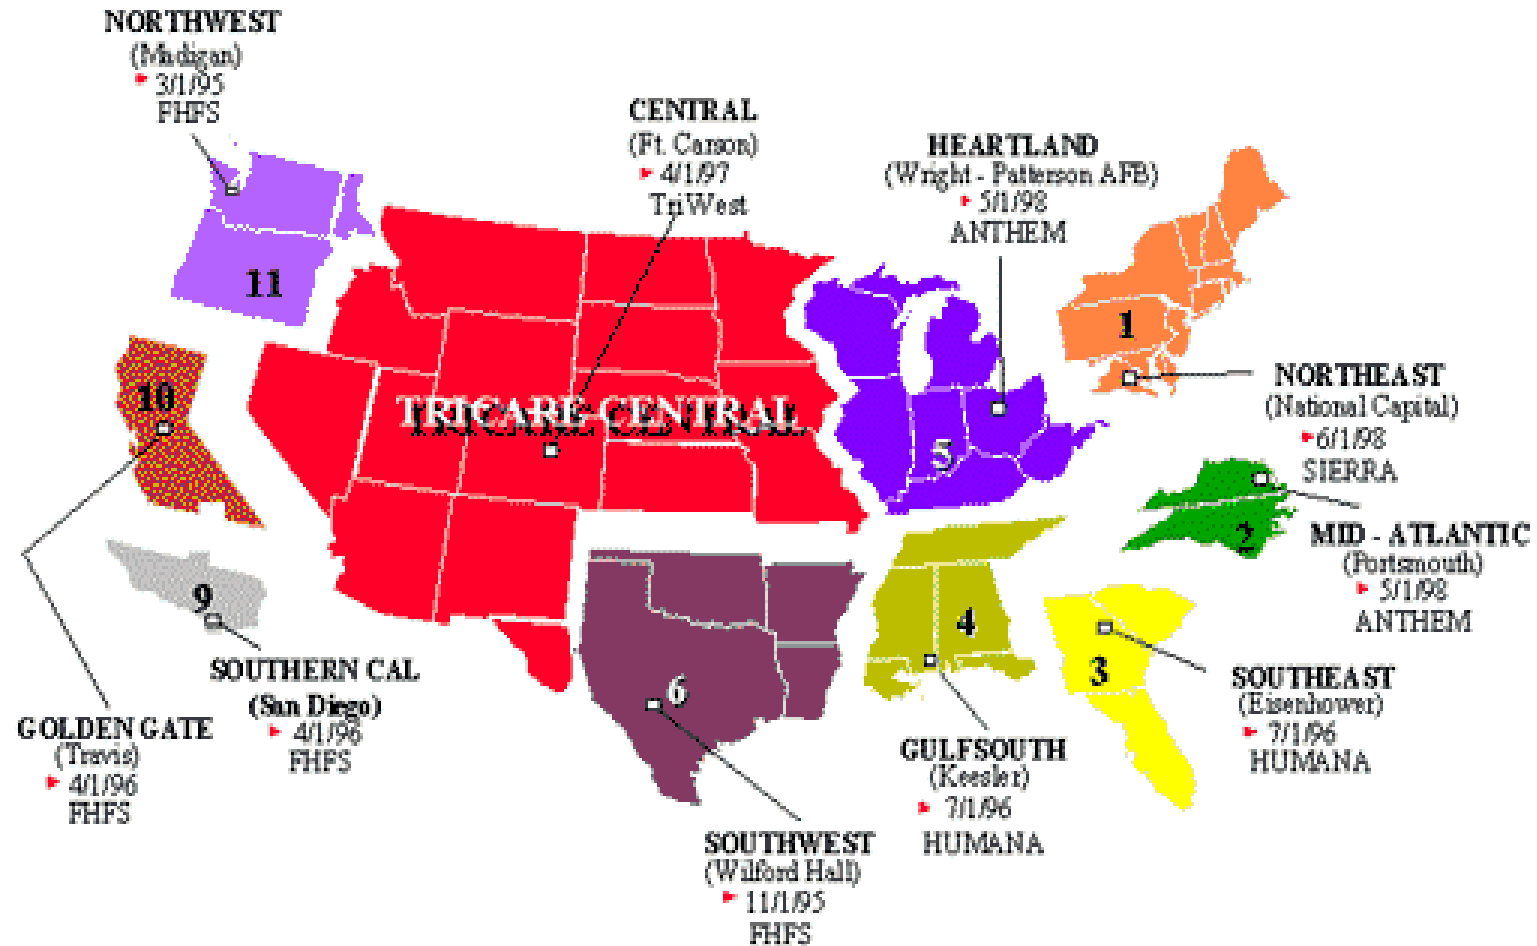 NORTHWEST
(Madigan)
3/1/95
FHFS
CENTRAL
(Ft. Carson)
4/1/97
TriWest
HEARTLAND
(Wright - Patterson AFB)
5/1/98
ANTHEM
11
1
NORTHEAST
(National Capital)
6/1/98
SIERRA
10
TRICARE CENTRAL
5
2
MID - ATLANTIC
(Portsmouth)
5/1/98
ANTHEM
9
SOUTHERN CAL
(San Diego)
4/1/96
FHFS
GOLDEN GATE
(Travis)
4/1/96
FHFS
6
SOUTHWEST
(Wilford Hall)
11/1/95
FHFS
4
GULFSOUTH
(Keesler)
7/1/96
HUMANA
3
SOUTHEAST
(Eisenhower)
7/1/96
HUMANA